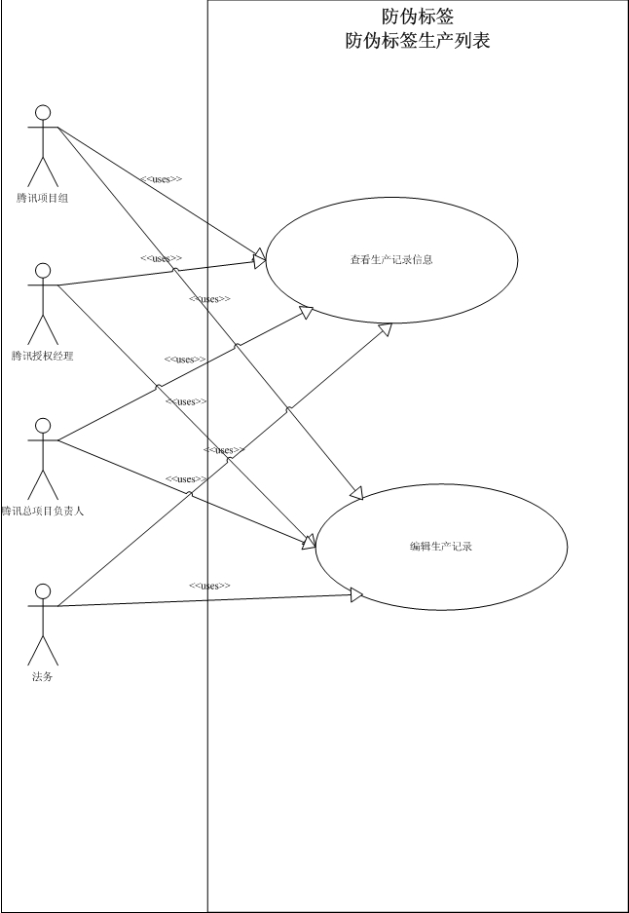 防伪标签
防伪标签生产列表
<<uses>>
腾讯项目组
<<uses>>
查看生产记录信息
<<uses>>
腾讯授权经理
<<uses>>
<<uses>>
<<uses>>
<<uses>>
腾讯总项目负责人
编辑生产记录
<<uses>>
法务